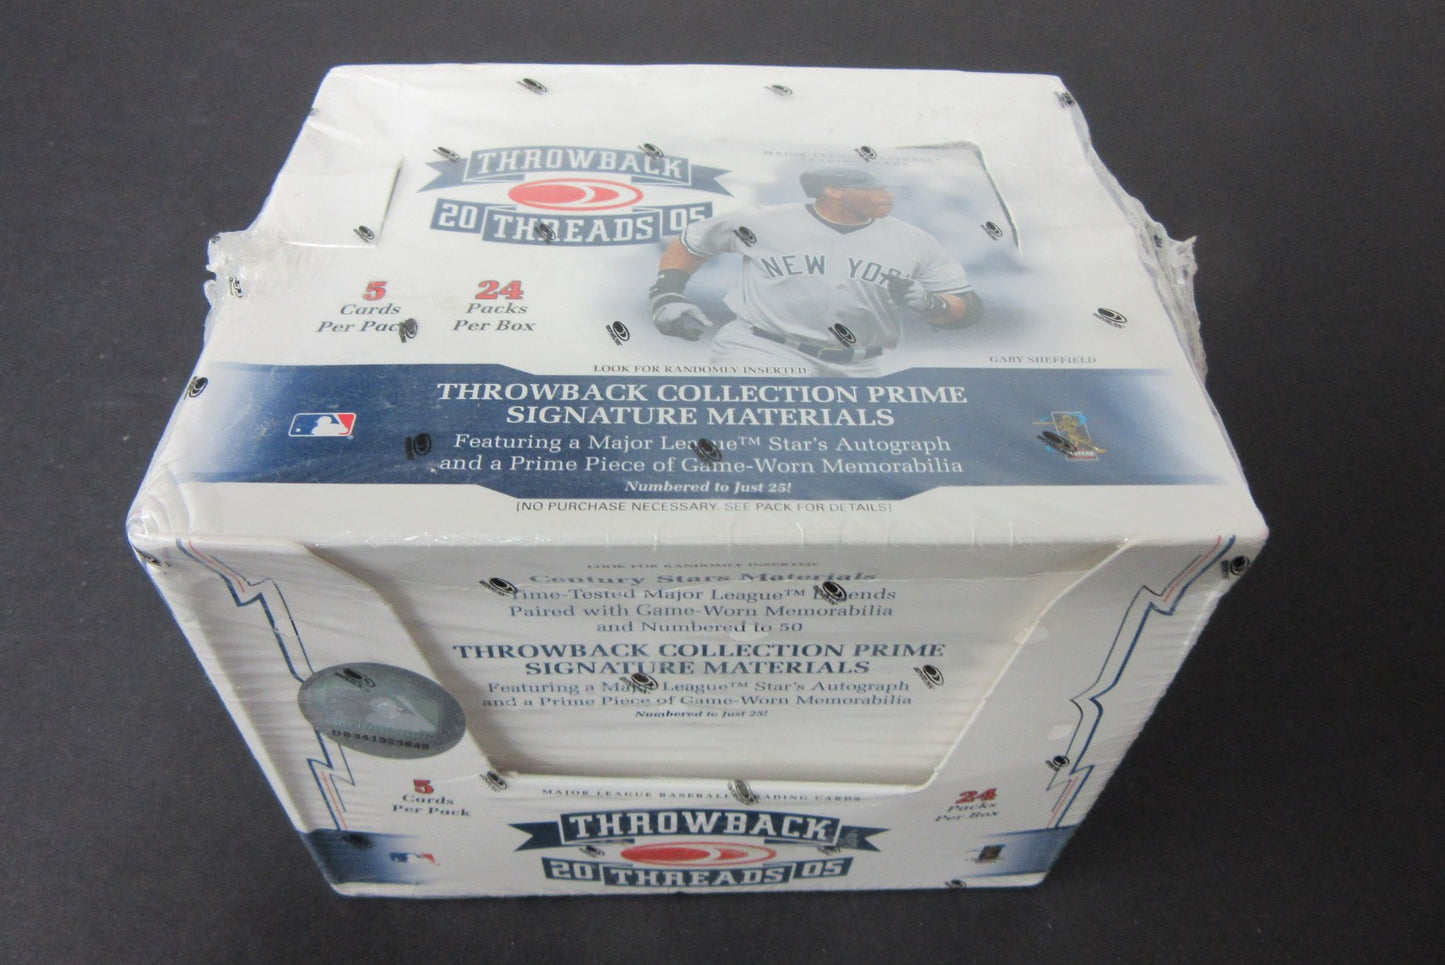 THROWBACK
20 THREADS 05
5
Cards
Per Pack
24
Packs
Per Box
NEW YORK
GARY SHEFFIELD
LOOK FOR RANDOMLY INSERTED:
THROWBACK COLLECTION PRIME
SIGNATURE MATERIALS
Featuring a Major League™ Star's Autograph
and a Prime Piece of Game-Worn Memorabilia
Numbered to Just 25!
[NO PURCHASE NECESSARY. SEE PACK FOR DETAILS]
LOOK FOR RANDOMLY INSERTED:
Century Stars Materials
Time-Tested Major League™ Legends
Paired with Game-Worn Memorabilia
and Numbered to 50
THROWBACK COLLECTION PRIME
SIGNATURE MATERIALS
Featuring a Major League™ Star's Autograph
and a Prime Piece of Game-Worn Memorabilia
Numbered to Just 25!
5
Cards
Per Pack
MAJOR LEAGUE BASEBALL TRADING CARDS
24
Packs
Per Box
THROWBACK
20 THREADS 05